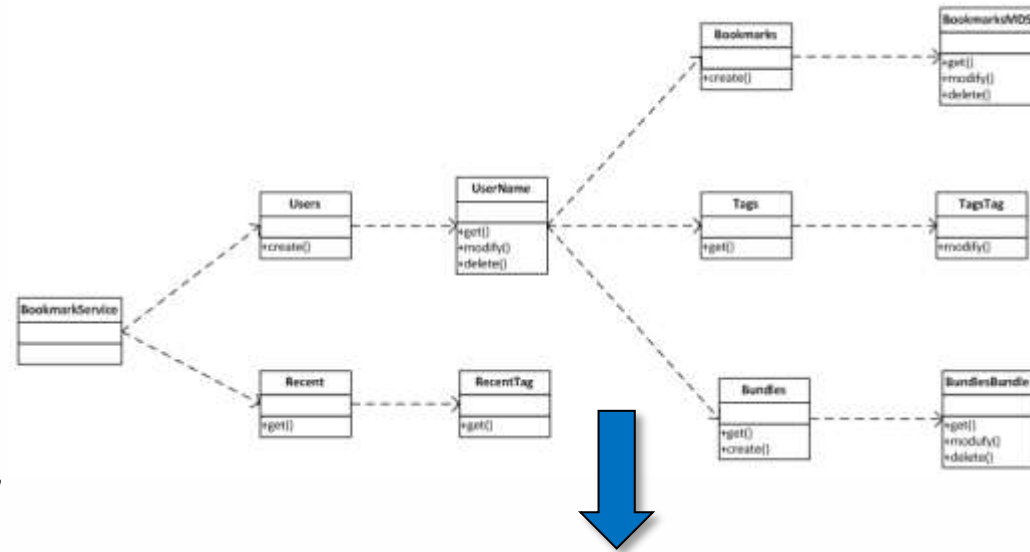 Bookmarks
+create()
BookmarksMD5
+get()
+modify()
+delete()
Users
+create()
UserName
+get()
+modify()
+delete()
Tags
+get()
TagsTag
+modify()
BookmarkService
Recent
+get()
RecentTag
+get()
Bundles
+get()
+create()
BundlesBundle
+get()
+modufy()
+delete()